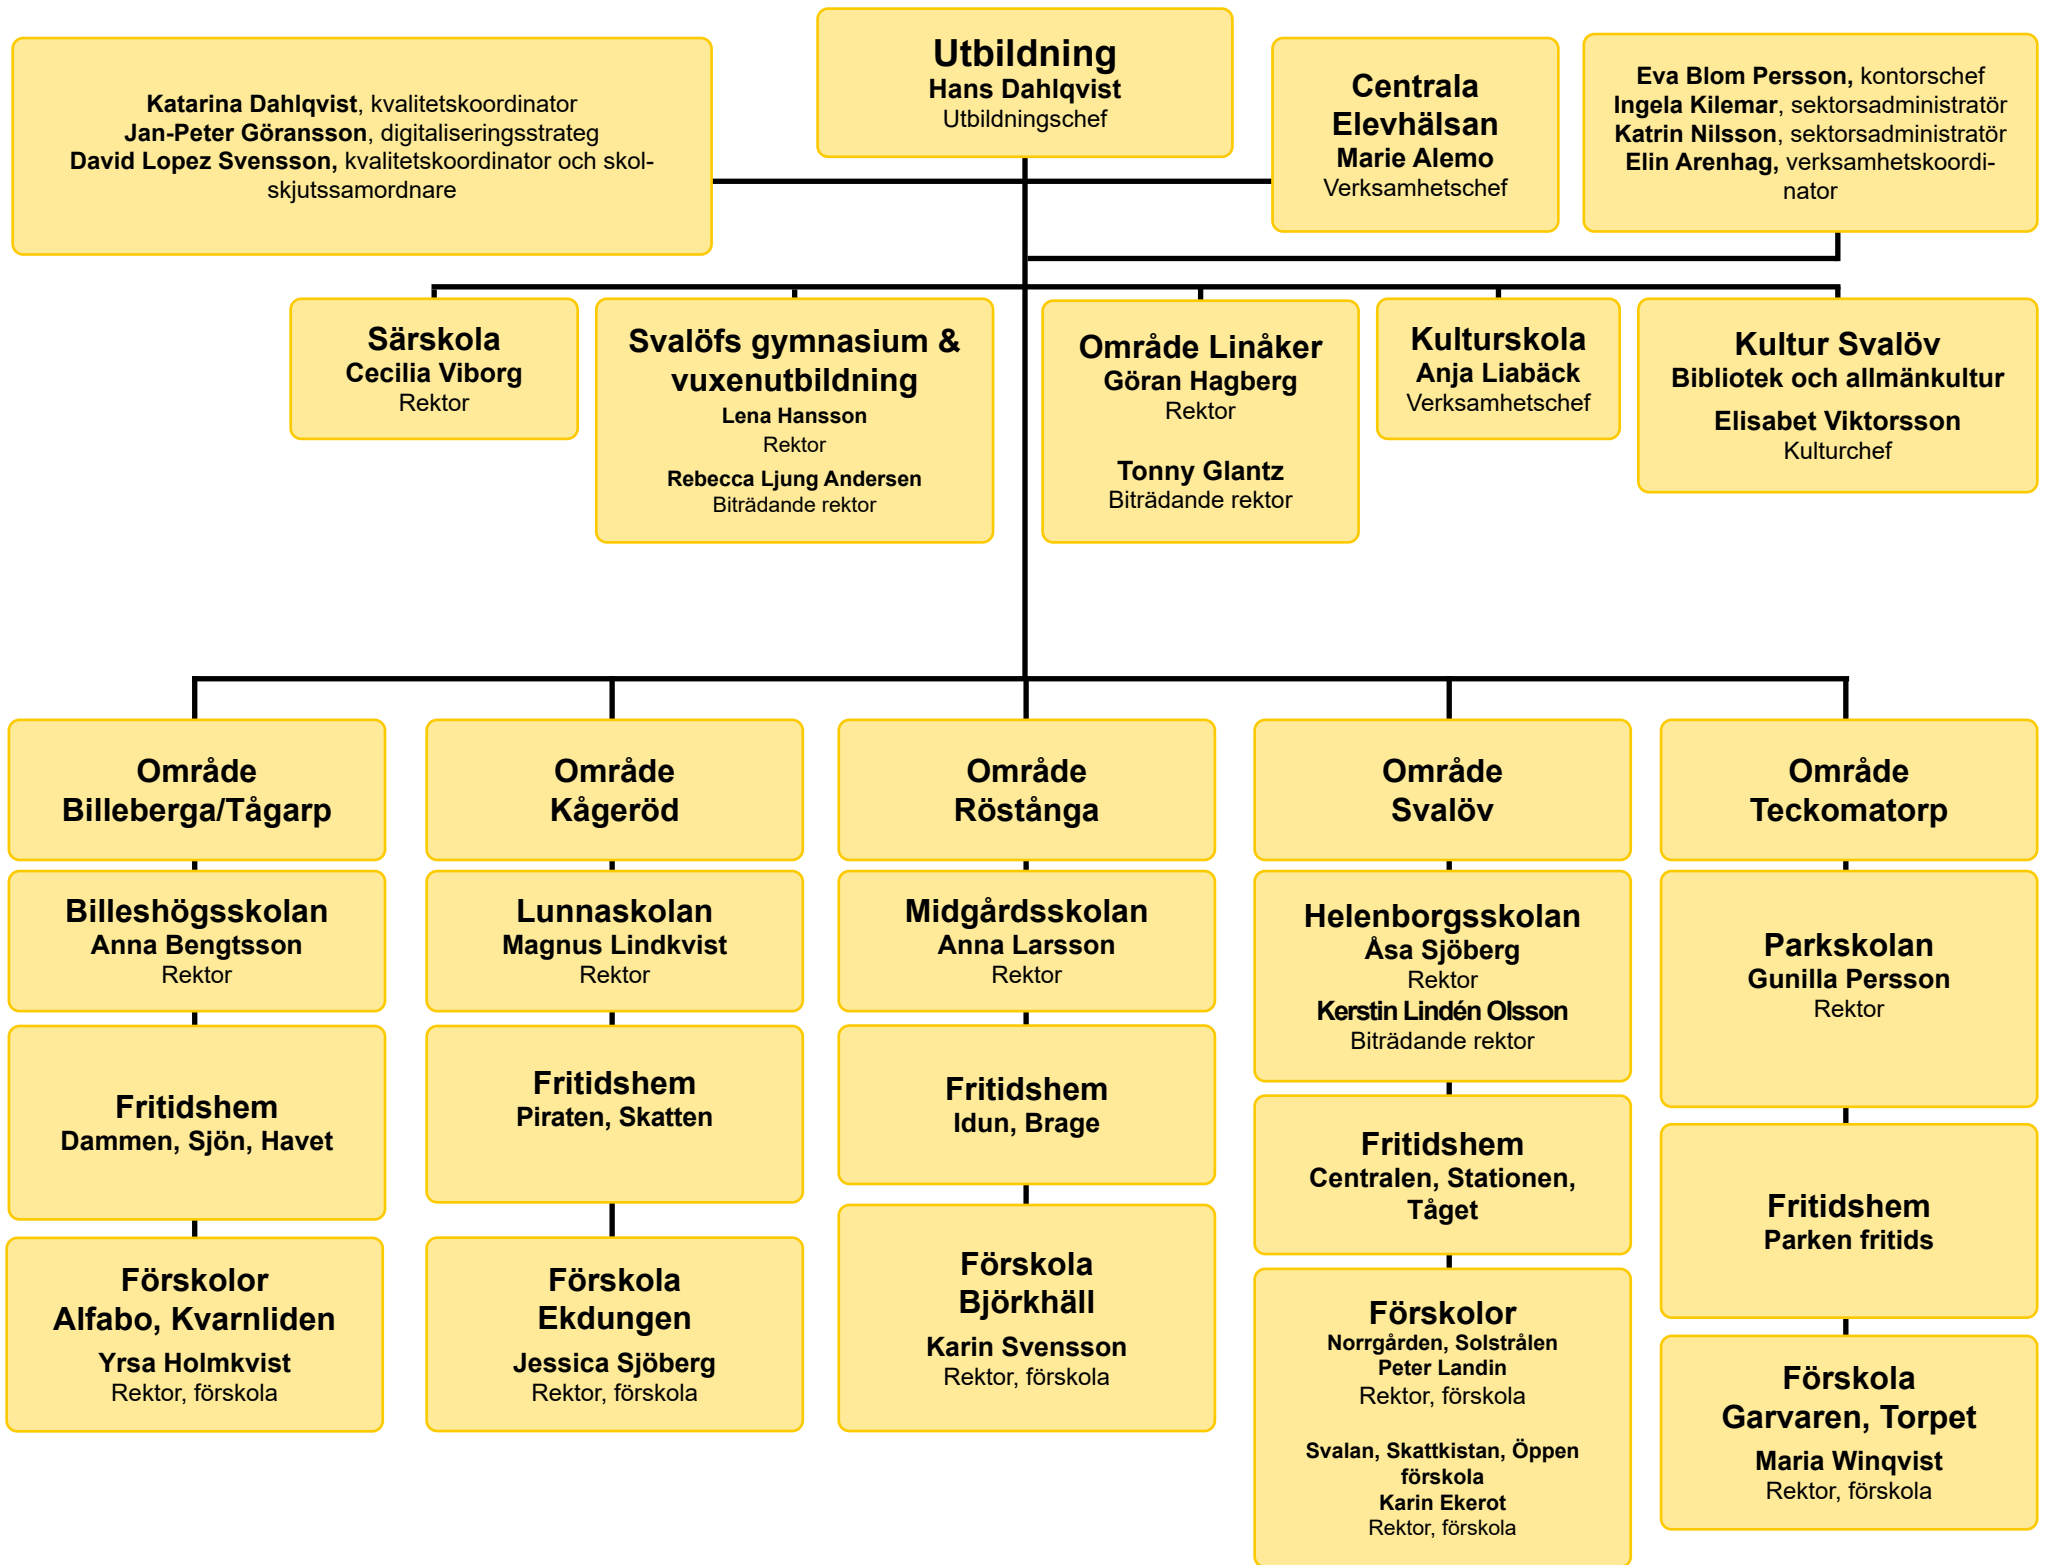 Utbildning
Hans Dahlqvist
Utbildningschef
Katarina Dahlqvist, kvalitetskoordinator
Jan-Peter Göransson, digitaliseringsstrateg
David Lopez Svensson, kvalitetskoordinator och skol-
skjutssamordnare
Centrala
Elevhälsan
Marie Alemo
Verksamhetschef
Eva Blom Persson, kontorschef
Ingela Kilemar, sektorsadministratör
Katrin Nilsson, sektorsadministratör
Elin Arenhag, verksamhetskoordi-
nator
Särskola
Cecilia Viborg
Rektor
Svalöfs gymnasium &
vuxenutbildning
Lena Hansson
Rektor
Rebecca Ljung Andersen
Biträdande rektor
Område Linåker
Göran Hagberg
Rektor
Tonny Glantz
Biträdande rektor
Kulturskola
Anja Liabäck
Verksamhetschef
Kultur Svalöv
Bibliotek och allmänkultur
Elisabet Viktorsson
Kulturchef
Område
Billeberga/Tågarp
Billeshögsskolan
Anna Bengtsson
Rektor
Fritidshem
Dammen, Sjön, Havet
Förskolor
Alfabo, Kvarnliden
Yrsa Holmkvist
Rektor, förskola
Område
Kågeröd
Lunnaskolan
Magnus Lindkvist
Rektor
Fritidshem
Piraten, Skatten
Förskola
Ekdungen
Jessica Sjöberg
Rektor, förskola
Område
Röstånga
Midgårdsskolan
Anna Larsson
Rektor
Fritidshem
Idun, Brage
Förskola
Björkhäll
Karin Svensson
Rektor, förskola
Område
Svalöv
Helenborgsskolan
Åsa Sjöberg
Rektor
Kerstin Lindén Olsson
Biträdande rektor
Fritidshem
Centralen, Stationen,
Tåget
Förskolor
Norrgården, Solstrålen
Peter Landin
Rektor, förskola
Svalan, Skattkistan, Öppen
förskola
Karin Ekerot
Rektor, förskola
Område
Teckomatorp
Parkskolan
Gunilla Persson
Rektor
Fritidshem
Parken fritids
Förskola
Garvaren, Torpet
Maria Winqvist
Rektor, förskola